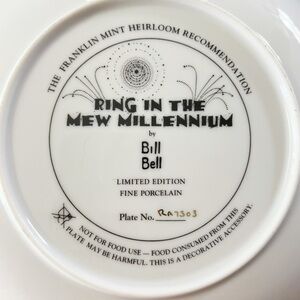 THE FRANKLIN MINT HEIRLOOM RECOMMENDATION
RING IN THE
MEW MILLENNIUM
by
Bill
Bell
LIMITED EDITION
FINE PORCELAIN
Plate No. RA7303
NOT FOR FOOD USE — FOOD CONSUMED FROM THIS
PLATE MAY BE HARMFUL. THIS IS A DECORATIVE ACCESSORY.